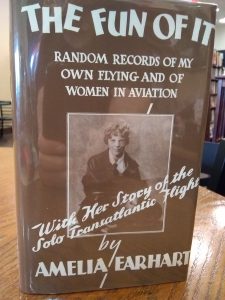 THE FUN OF IT
RANDOM RECORDS OF MY
OWN FLYING AND OF
WOMEN IN AVIATION
With Her Story of the
Solo Transatlantic Flight
by
AMELIA EARHART